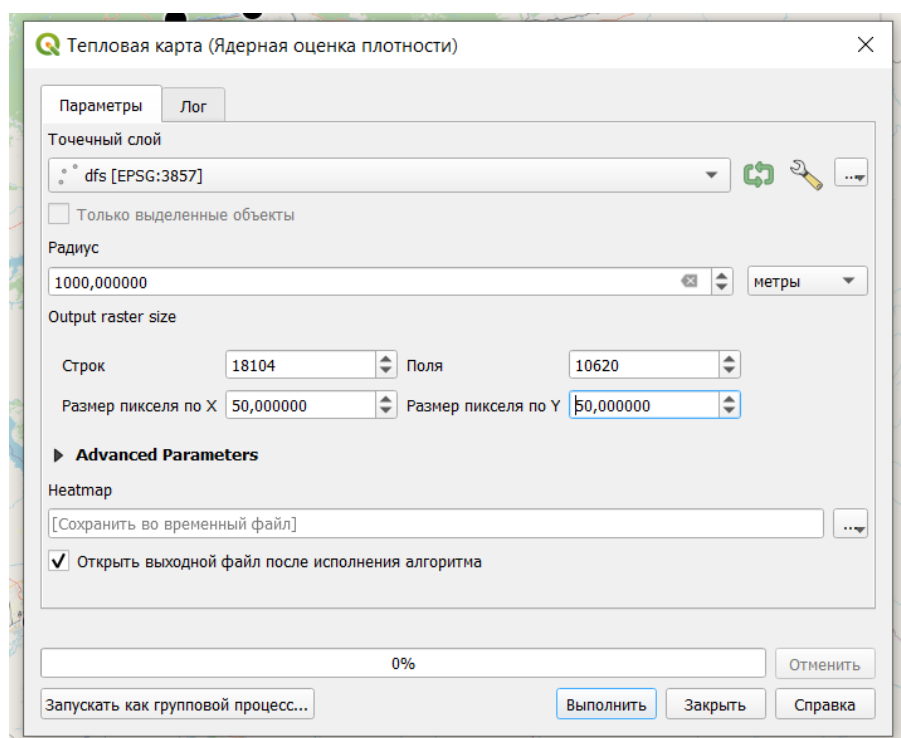 Тепловая карта (Ядерная оценка плотности)
Параметры Лог
Точечный слой
dfs [EPSG:3857] ...
Только выделенные объекты
Радиус
1000,000000 метры
Output raster size
Строк 18104 Поля 10620
Размер пикселя по X 50,000000 Размер пикселя по Y 50,000000
Advanced Parameters
Heatmap
[Сохранить во временный файл] ...
Открыть выходной файл после исполнения алгоритма
0% Отменить
Запускать как групповой процесс... Выполнить Закрыть Справка